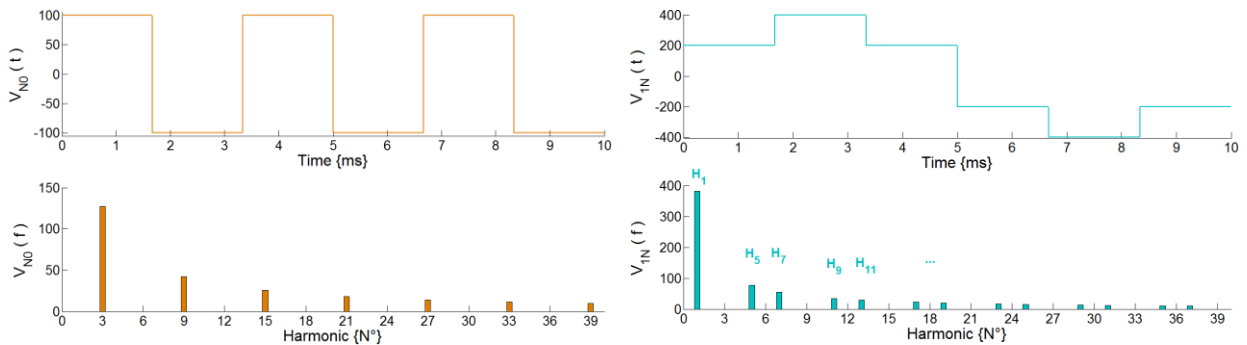 V_N0 ( t )
100
50
0
-50
-100
0 1 2 3 4 5 6 7 8 9 10
Time {ms}
V_N0 ( f )
150
100
50
0
0 3 6 9 12 15 18 21 24 27 30 33 36 39
Harmonic {N°}
V_1N ( t )
400
200
0
-200
-400
0 1 2 3 4 5 6 7 8 9 10
Time {ms}
V_1N ( f )
400
300
200
100
0
H_1
H_5 H_7 H_9 H_11 ...
0 3 6 9 12 15 18 21 24 27 30 33 36 39
Harmonic {N°}